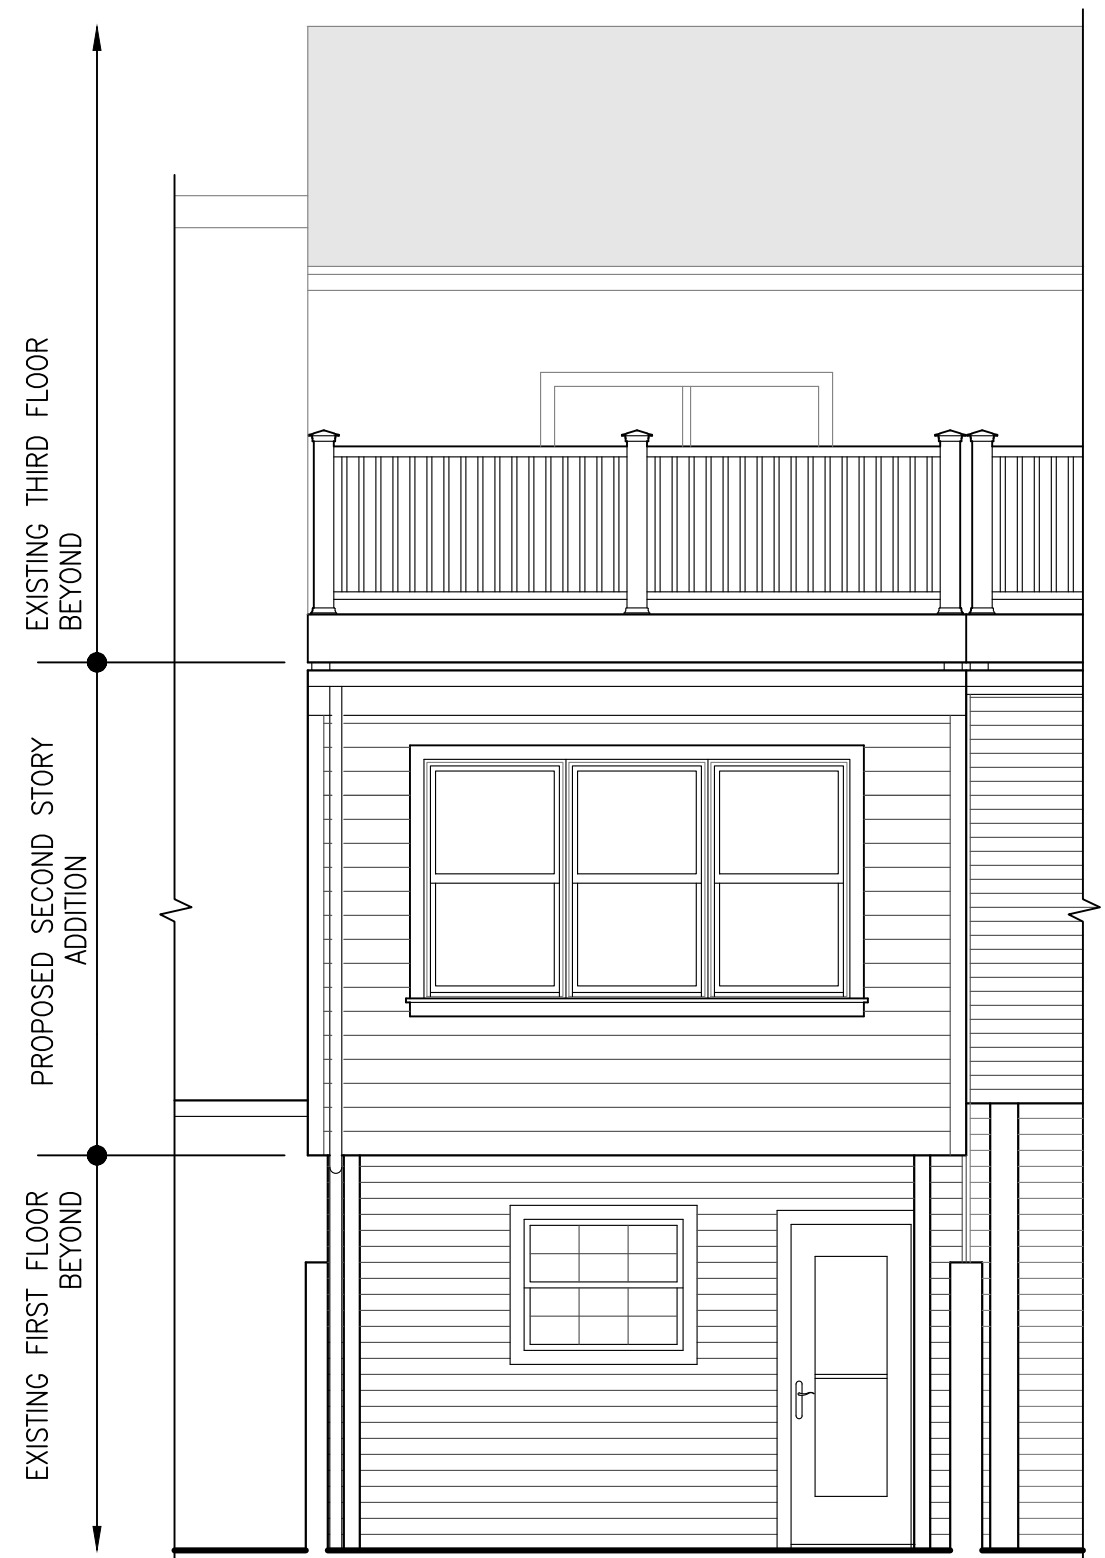 EXISTING THIRD FLOOR
BEYOND
PROPOSED SECOND STORY
ADDITION
EXISTING FIRST FLOOR
BEYOND